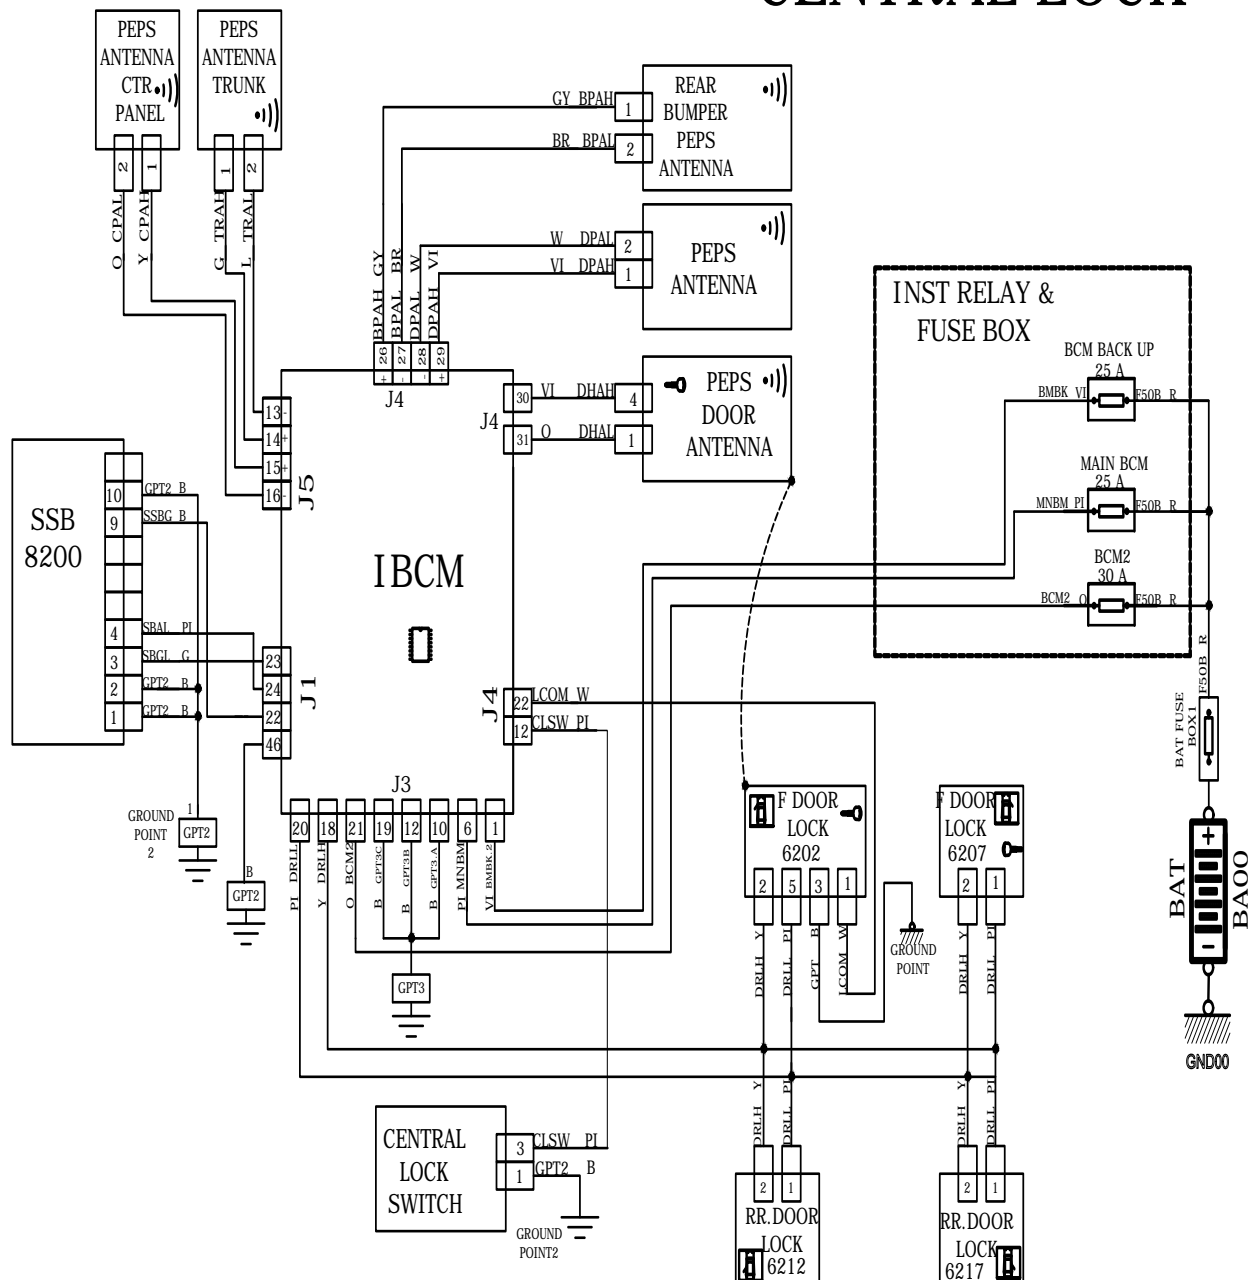 CENTRAL LOCK
PEPS
ANTENNA
CTR
PANEL
2
1
O CPAL
Y CPAH
PEPS
ANTENNA
TRUNK
1
2
G TRAH
L TRAL
REAR
BUMPER
PEPS
ANTENNA
GY BPAH
1
BR BPAL
2
PEPS
ANTENNA
W DPAL
2
VI DPAH
1
BPAH GY
BPAL BR
DPAL W
DPAH VI
26
27
28
29
+
-
-
+
J4
PEPS
DOOR
ANTENNA
30
VI DHAH
4
J4
31
O DHAL
1
13-
14+
15+
16-
J5
IBCM
SSB
8200
10
GPT2 B
9
SSBG B
4
SBAL PI
3
SBGL G
2
GPT2 B
1
GPT2 B
23
24
22
46
J1
GROUND
POINT
2
1
GPT2
B
GPT2
J4
22
LCOM W
12
CLSW PI
J3
20
18
21
19
12
10
6
1
PI DRLL
Y DRLH
O BCM2
B GPT3C
B GPT3B
B GPT3.A
PI MNBM
VI BMBK.2
GPT3
INST RELAY &
FUSE BOX
BCM BACK UP
25 A
BMBK VI
F50B R
MAIN BCM
25 A
MNBM PI
F50B R
BCM2
30 A
BCM2 O
F50B R
F50B R
BAT FUSE
BOX1
+
-
BAT
BA00
GND00
F DOOR
LOCK
6202
2
5
3
1
DRLH Y
DRLL PI
GPT B
LCOM W
GROUND
POINT
F DOOR
LOCK
6207
2
1
DRLH Y
DRLL PI
CENTRAL
LOCK
SWITCH
3
CLSW PI
1
GPT2 B
GROUND
POINT2
DRLH Y
DRLL PI
2
1
RR.DOOR
LOCK
6212
DRLH Y
DRLL PI
2
1
RR.DOOR
LOCK
6217